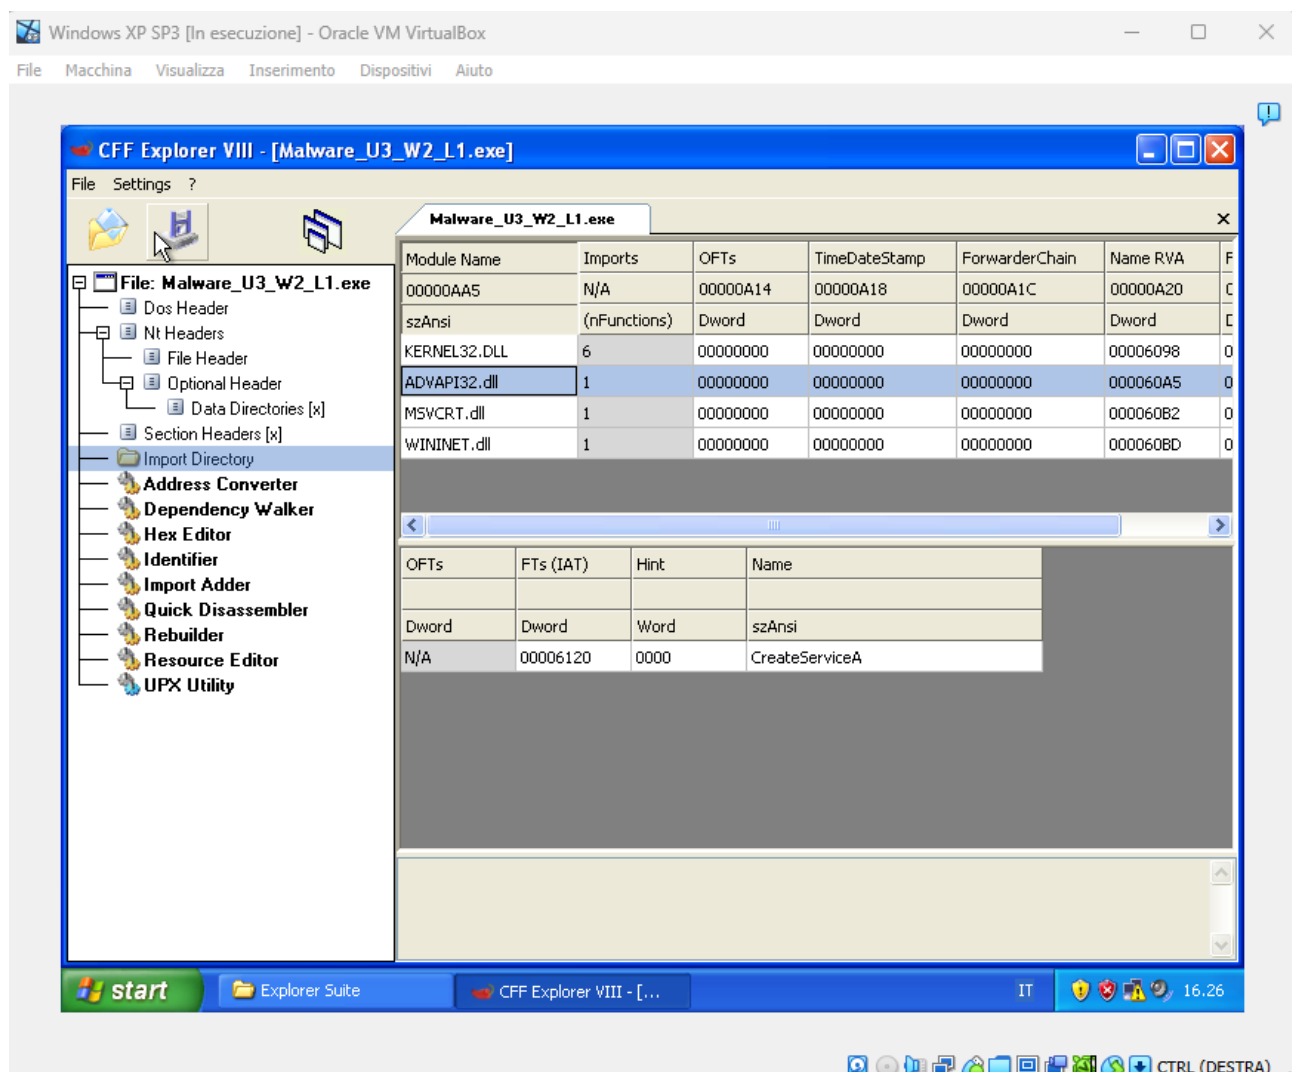 Windows XP SP3 [In esecuzione] - Oracle VM VirtualBox
File Macchina Visualizza Inserimento Dispositivi Aiuto
CFF Explorer VIII - [Malware_U3_W2_L1.exe]
File Settings ?
Malware_U3_W2_L1.exe
File: Malware_U3_W2_L1.exe
Dos Header
Nt Headers
File Header
Optional Header
Data Directories [x]
Section Headers [x]
Import Directory
Address Converter
Dependency Walker
Hex Editor
Identifier
Import Adder
Quick Disassembler
Rebuilder
Resource Editor
UPX Utility
Module Name Imports OFTs TimeDateStamp ForwarderChain Name RVA F
00000AA5 N/A 00000A14 00000A18 00000A1C 00000A20
szAnsi (nFunctions) Dword Dword Dword Dword
KERNEL32.DLL 6 00000000 00000000 00000000 00006098 0
ADVAPI32.dll 1 00000000 00000000 00000000 000060A5 0
MSVCRT.dll 1 00000000 00000000 00000000 000060B2 0
WININET.dll 1 00000000 00000000 00000000 000060BD 0
OFTs FTs (IAT) Hint Name
Dword Dword Word szAnsi
N/A 00006120 0000 CreateServiceA
start Explorer Suite CFF Explorer VIII - [... IT 16.26
CTRL (DESTRA)